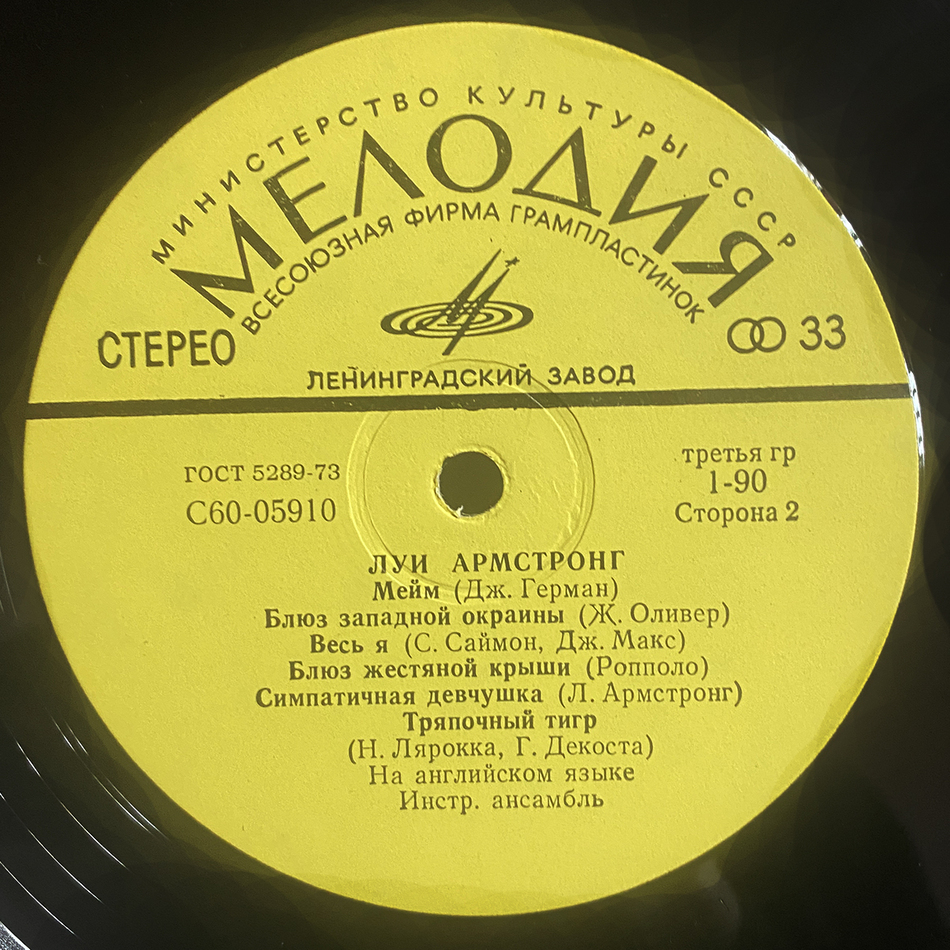 МИНИСТЕРСТВО КУЛЬТУРЫ СССР
МЕЛОДИЯ
ВСЕСОЮЗНАЯ ФИРМА ГРАМПЛАСТИНОК
СТЕРЕО
33
ЛЕНИНГРАДСКИЙ ЗАВОД
ГОСТ 5289-73
С60-05910
третья гр
1-90
Сторона 2
ЛУИ АРМСТРОНГ
Мейм (Дж. Герман)
Блюз западной окраины (Ж. Оливер)
Весь я (С. Саймон, Дж. Макс)
Блюз жестяной крыши (Ропполо)
Симпатичная девчушка (Л. Армстронг)
Тряпочный тигр
(Н. Лярокка, Г. Декоста)
На английском языке
Инстр. ансамбль